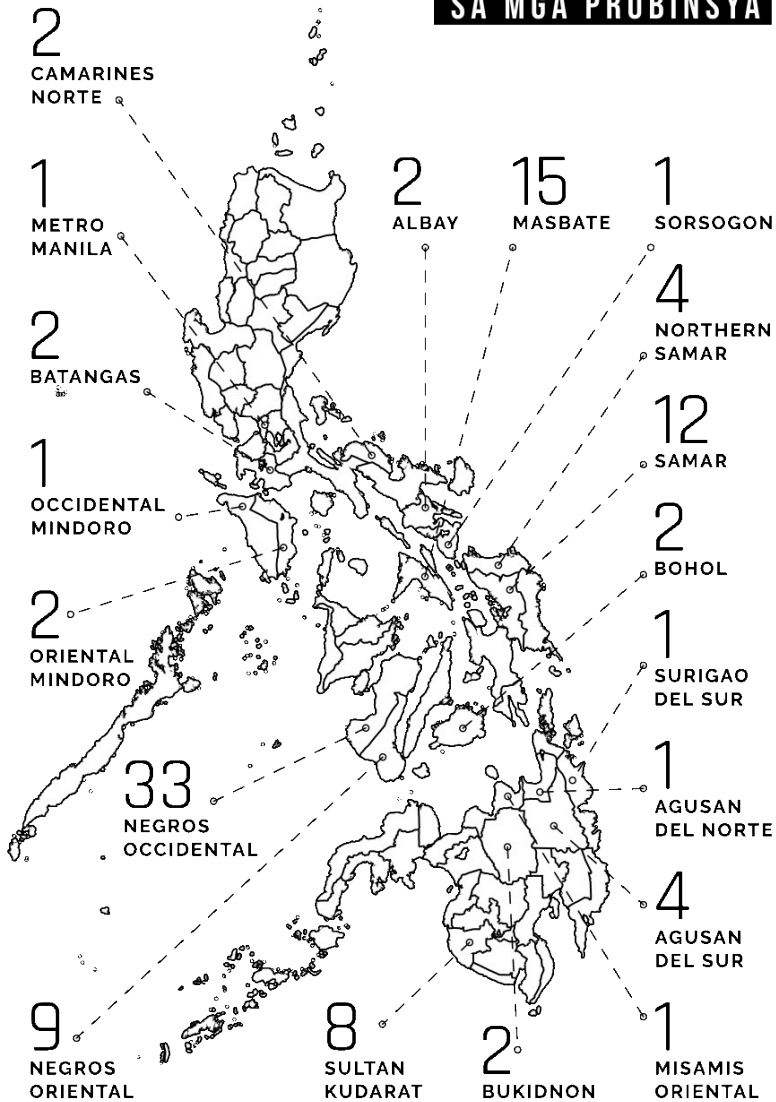 SA MGA PROBINSYA
2
CAMARINES
NORTE
1
METRO
MANILA
2
BATANGAS
1
OCCIDENTAL
MINDORO
2
ORIENTAL
MINDORO
33
NEGROS
OCCIDENTAL
9
NEGROS
ORIENTAL
2
ALBAY
15
MASBATE
1
SORSOGON
4
NORTHERN
SAMAR
12
SAMAR
2
BOHOL
1
SURIGAO
DEL SUR
1
AGUSAN
DEL NORTE
4
AGUSAN
DEL SUR
1
MISAMIS
ORIENTAL
8
SULTAN
KUDARAT
2
BUKIDNON